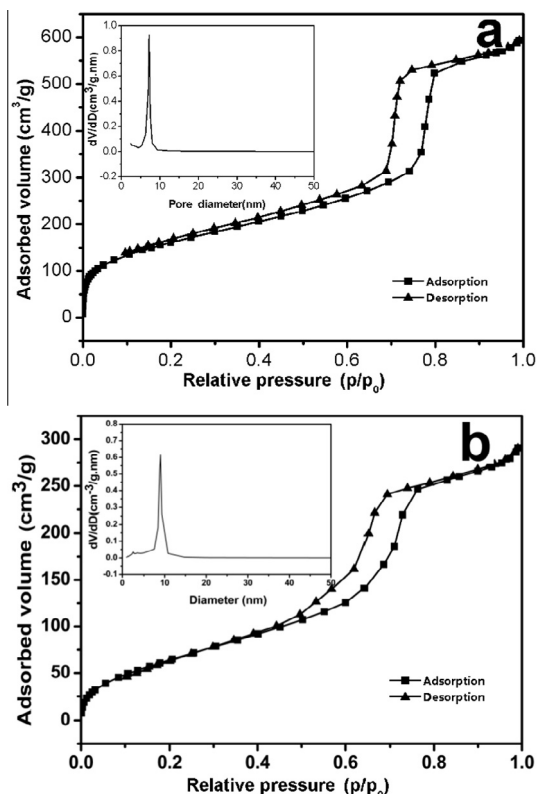 a
600
500
400
300
200
100
0
Adsorbed volume (cm³/g)
1.0
0.8
0.6
0.4
0.2
0.0
-0.2
dV/dD(cm³/g.nm)
0 10 20 30 40 50
Pore diameter(nm)
Adsorption
Desorption
0.0 0.2 0.4 0.6 0.8 1.0
Relative pressure (p/p₀)
b
300
250
200
150
100
50
0
Adsorbed volume (cm³/g)
0.8
0.7
0.6
0.5
0.4
0.3
0.2
0.1
0.0
-0.1
dV/dD(cm⁻³/g.nm)
0 10 20 30 40 50
Diameter (nm)
Adsorption
Desorption
0.0 0.2 0.4 0.6 0.8 1.0
Relative pressure (p/p₀)